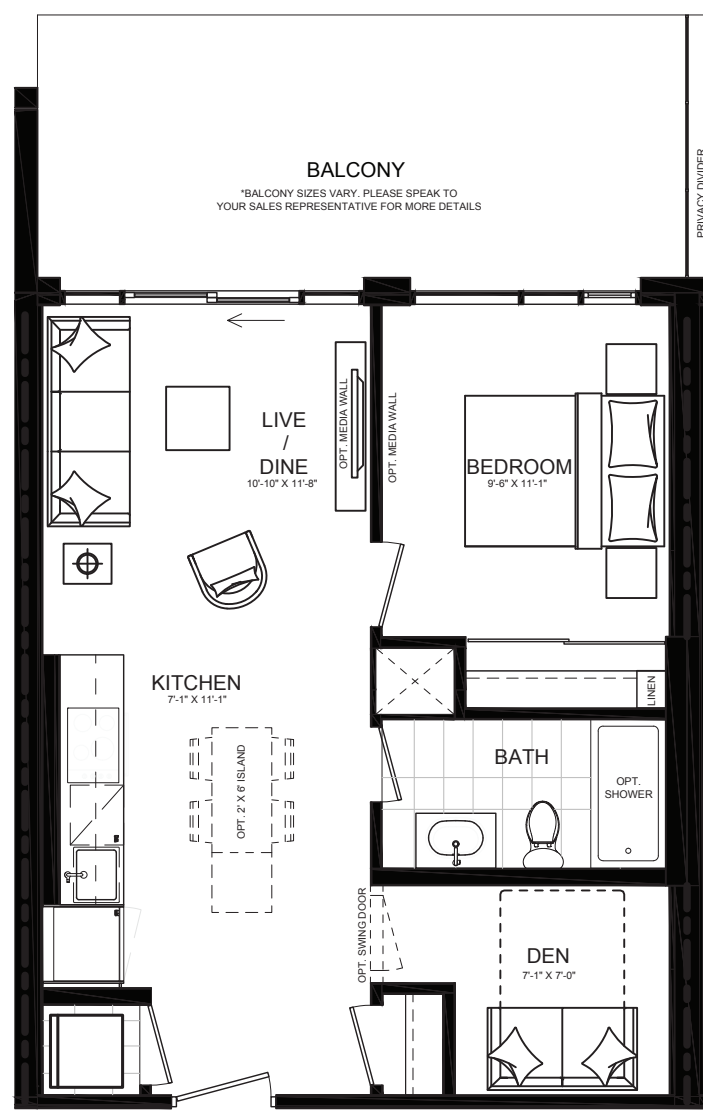 BALCONY
*BALCONY SIZES VARY. PLEASE SPEAK TO
YOUR SALES REPRESENTATIVE FOR MORE DETAILS
PRIVACY DIVIDER
LIVE
/
DINE
10'-10" X 11'-8"
OPT. MEDIA WALL
OPT. MEDIA WALL
BEDROOM
9'-6" X 11'-1"
KITCHEN
7'-1" X 11'-1"
LINEN
OPT. 2' X 6' ISLAND
BATH
OPT.
SHOWER
OPT. SWING DOOR
DEN
7'-1" X 7'-0"